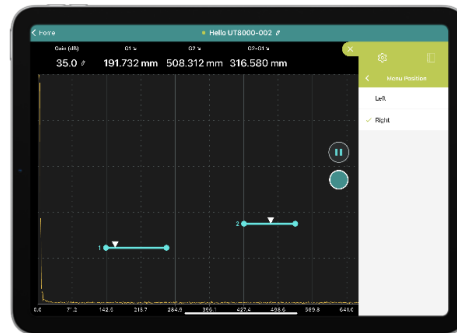 Home
Hello UT8000-002
Gain (dB) G1 G2 G2-G1
35.0 191.732 mm 508.312 mm 316.580 mm
Menu Position
Left
Right
1
2
0.0 71.2 142.5 213.7 284.9 356.1 427.4 498.6 569.8 641.0